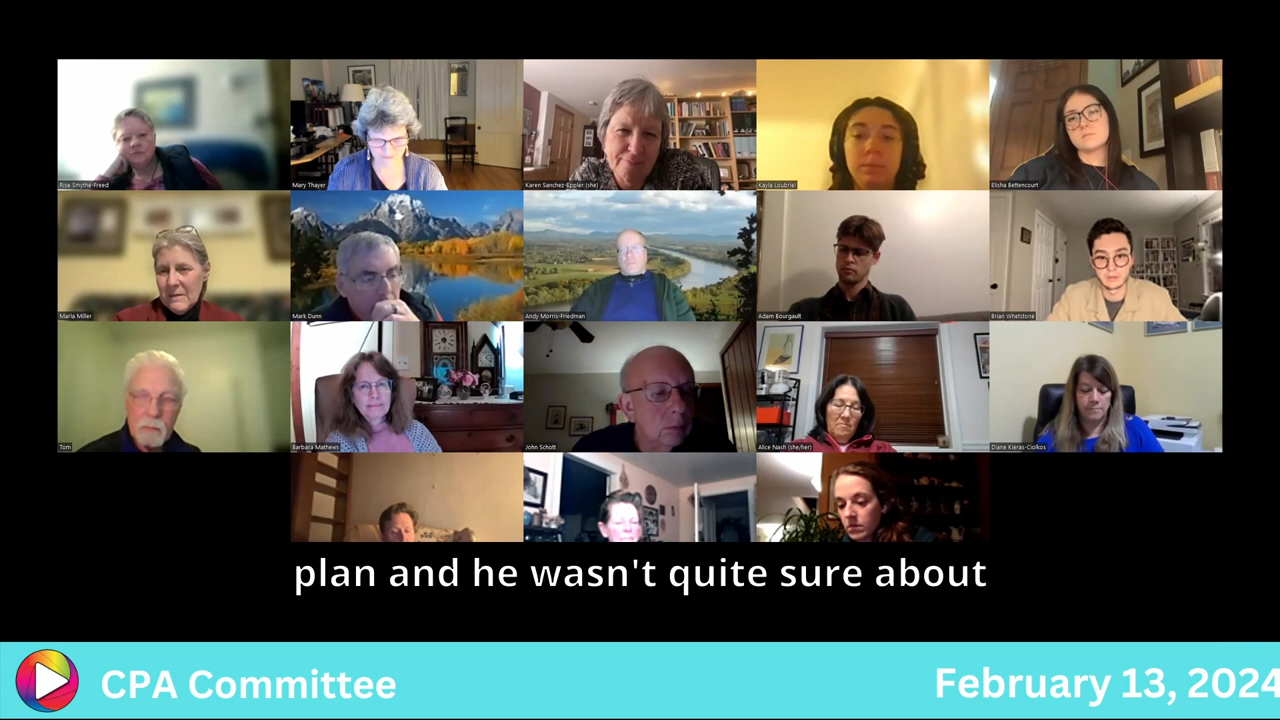 Rise Smythe-Freed
Mary Thayer
Karen Sanchez-Eppler (she)
Kayla Loubriel
Elisha Bettencourt
Marla Miller
Mark Dunn
Andy Morris-Friedman
Adam Bourgault
Brian Whetstone
Tom
Barbara Mathews
John Schott
Alice Nash (she/her)
Diane Kieras-Ciolkos
plan and he wasn't quite sure about
CPA Committee
February 13, 2024